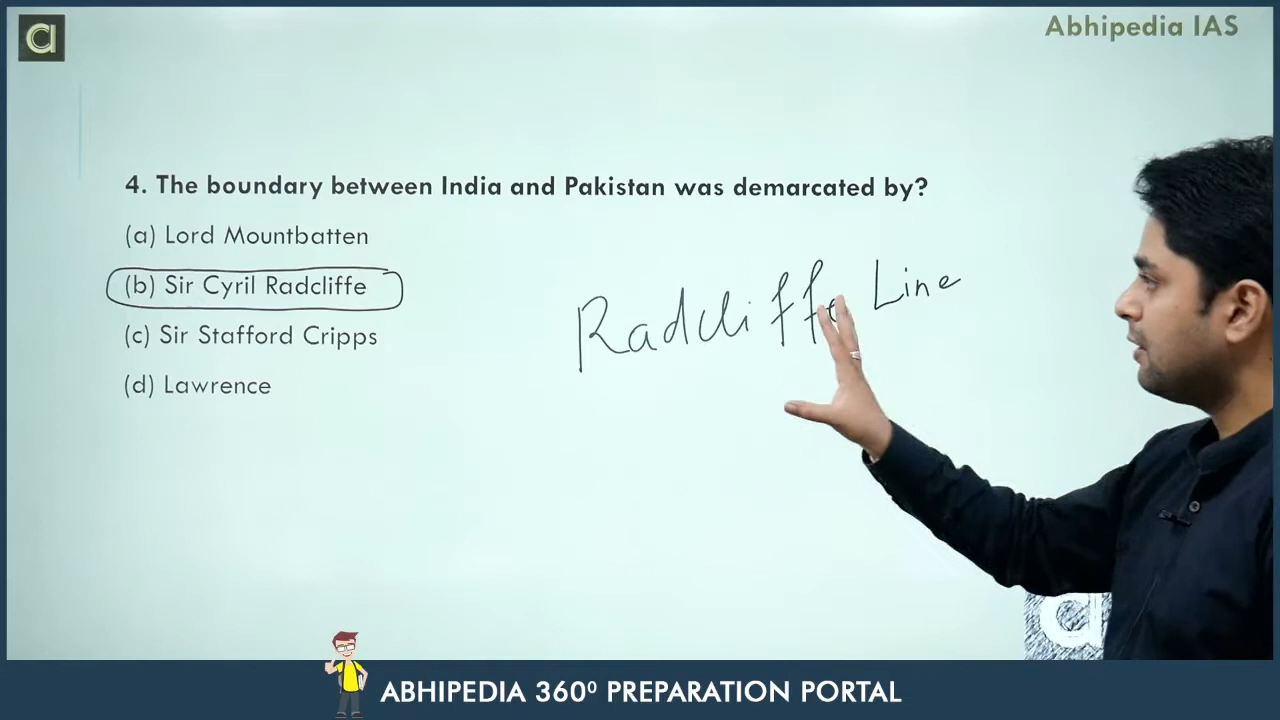 Abhipedia IAS
4. The boundary between India and Pakistan was demarcated by?
(a) Lord Mountbatten
(b) Sir Cyril Radcliffe
(c) Sir Stafford Cripps
(d) Lawrence
Radcliffe Line
ABHIPEDIA 360⁰ PREPARATION PORTAL